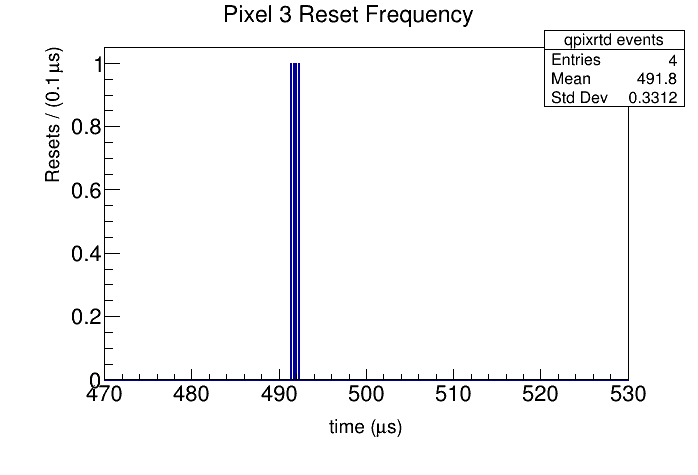 Pixel 3 Reset Frequency
qpixrtd events
Entries 4
Mean 491.8
Std Dev 0.3312
Resets / (0.1 μs)
1
0.8
0.6
0.4
0.2
0
470 480 490 500 510 520 530
time (μs)